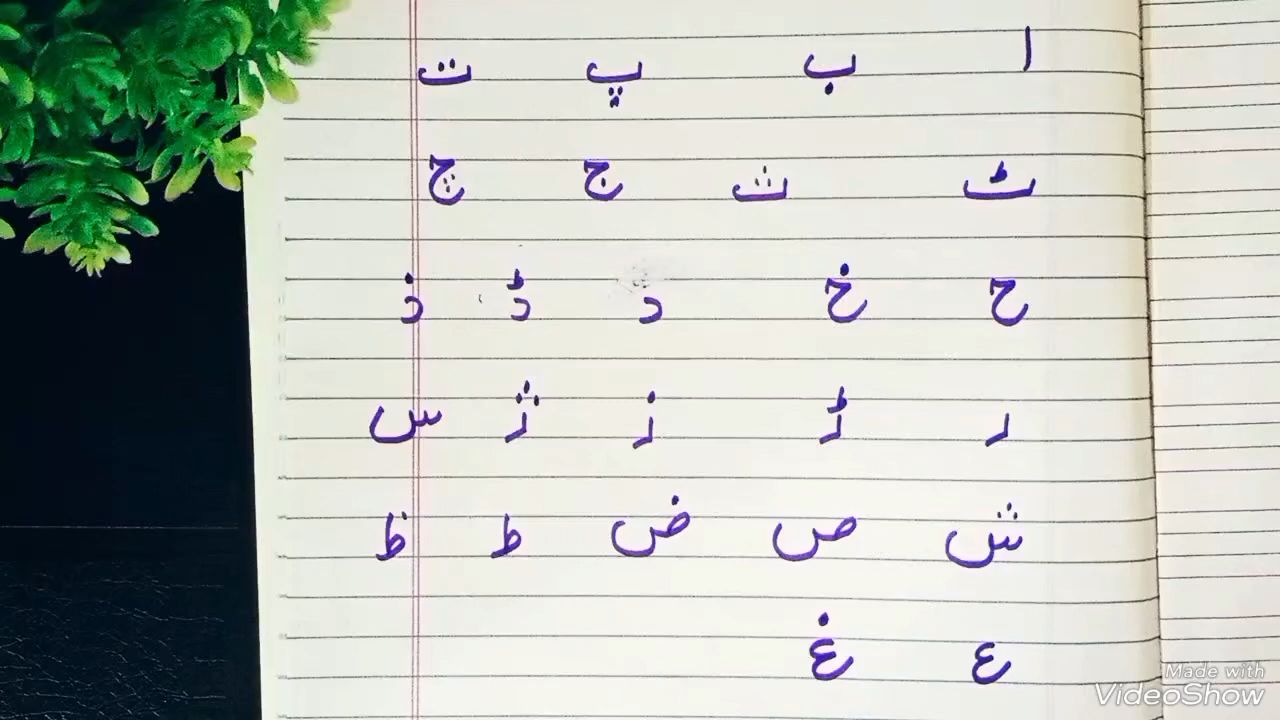 ا ب پ ت
ٹ ث ج چ
ح خ د ڈ ذ
ر ڑ ز ژ س
ش ص ض ط ظ
ع غ
Made with
VideoShow